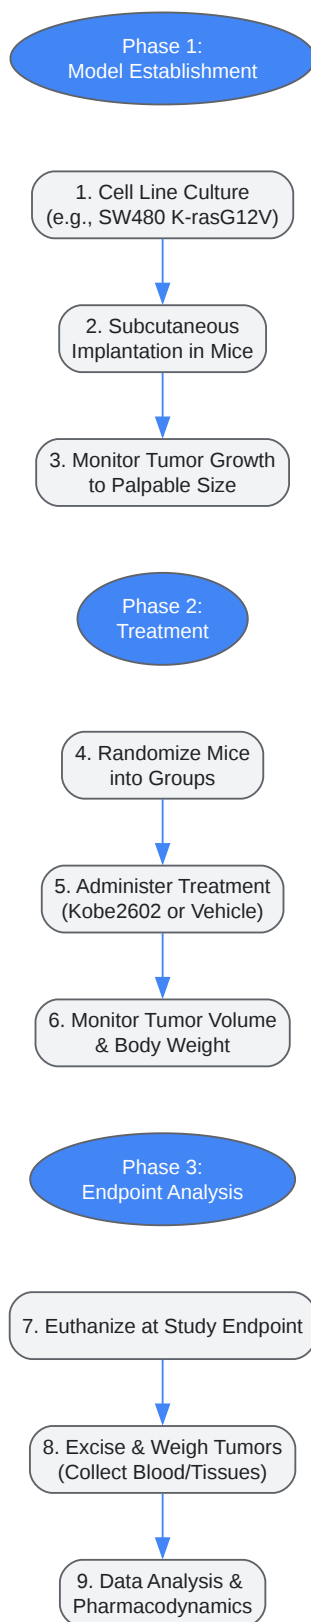 Phase 1:
Model Establishment
1. Cell Line Culture
(e.g., SW480 K-rasG12V)
2. Subcutaneous
Implantation in Mice
3. Monitor Tumor Growth
to Palpable Size
Phase 2:
Treatment
4. Randomize Mice
into Groups
5. Administer Treatment
(Kobe2602 or Vehicle)
6. Monitor Tumor Volume
& Body Weight
Phase 3:
Endpoint Analysis
7. Euthanize at Study Endpoint
8. Excise & Weigh Tumors
(Collect Blood/Tissues)
9. Data Analysis &
Pharmacodynamics